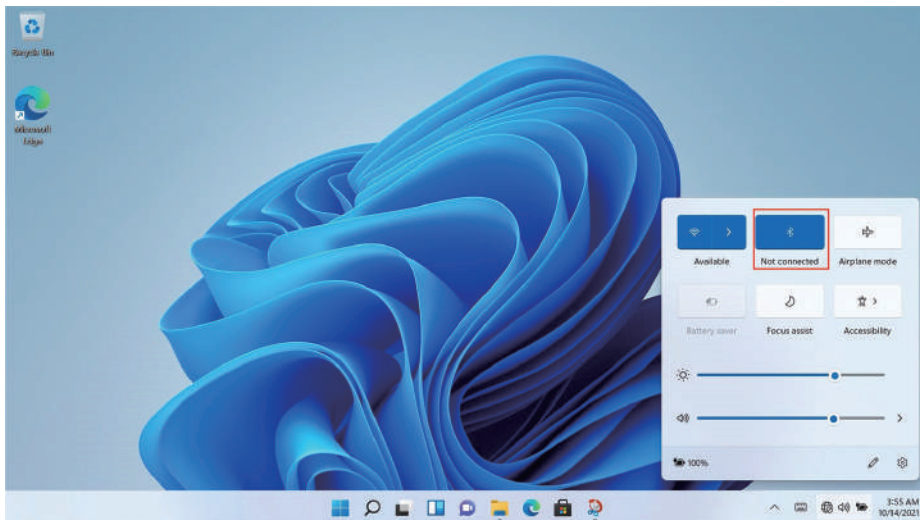 Recycle Bin
Microsoft
Edge
Available
Not connected
Airplane mode
Battery saver
Focus assist
Accessibility
100%
3:55 AM
10/14/2021